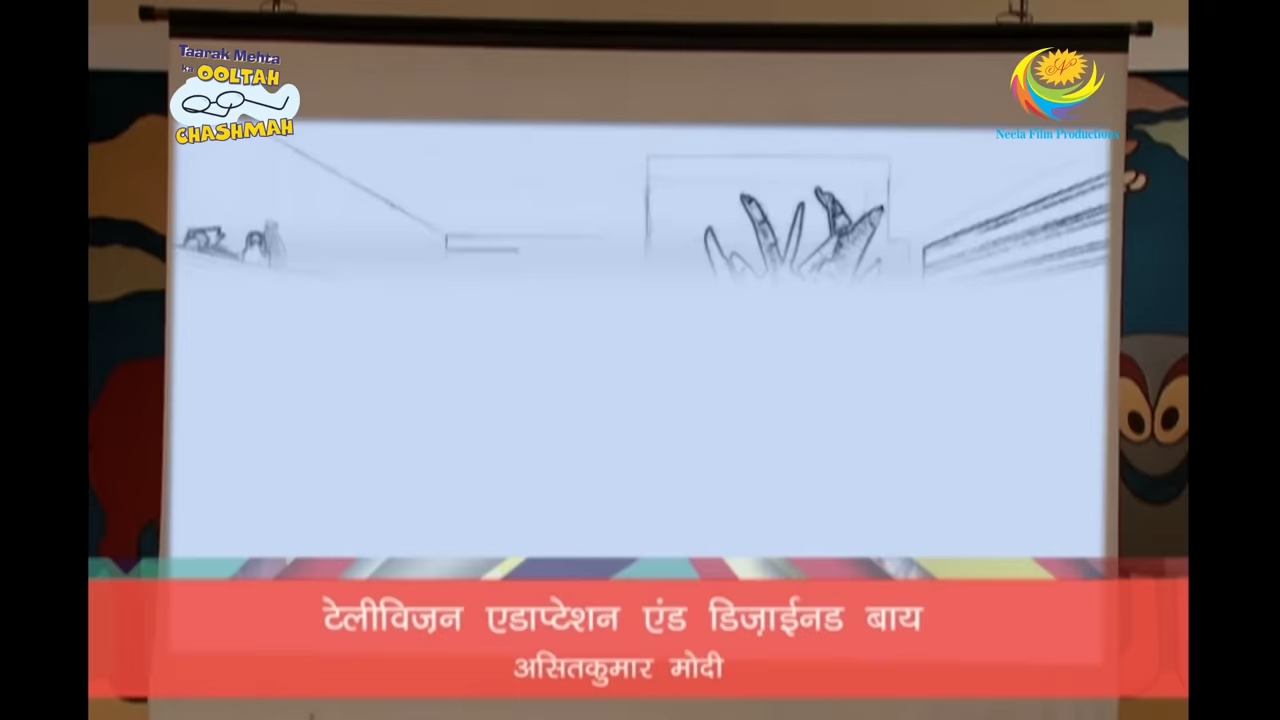 Taarak Mehta
ka OOLTAH
CHASHMAH
Neela Film Productions
टेलीविज़न एडाप्टेशन एंड डिज़ाईनड बाय
असितकुमार मोदी